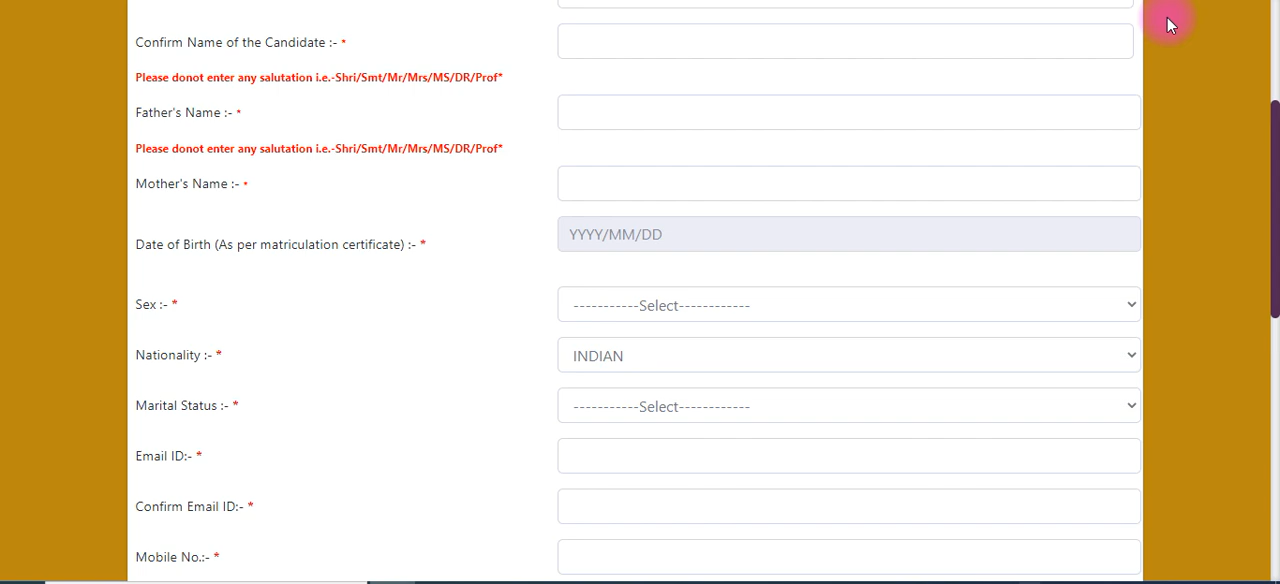 Confirm Name of the Candidate :- *
Please donot enter any salutation i.e.-Shri/Smt/Mr/Mrs/MS/DR/Prof*
Father's Name :- *
Please donot enter any salutation i.e.-Shri/Smt/Mr/Mrs/MS/DR/Prof*
Mother's Name :- *
Date of Birth (As per matriculation certificate) :- * YYYY/MM/DD
Sex :- * -----------Select------------
Nationality :- * INDIAN
Marital Status :- * -----------Select------------
Email ID:- *
Confirm Email ID:- *
Mobile No.:- *